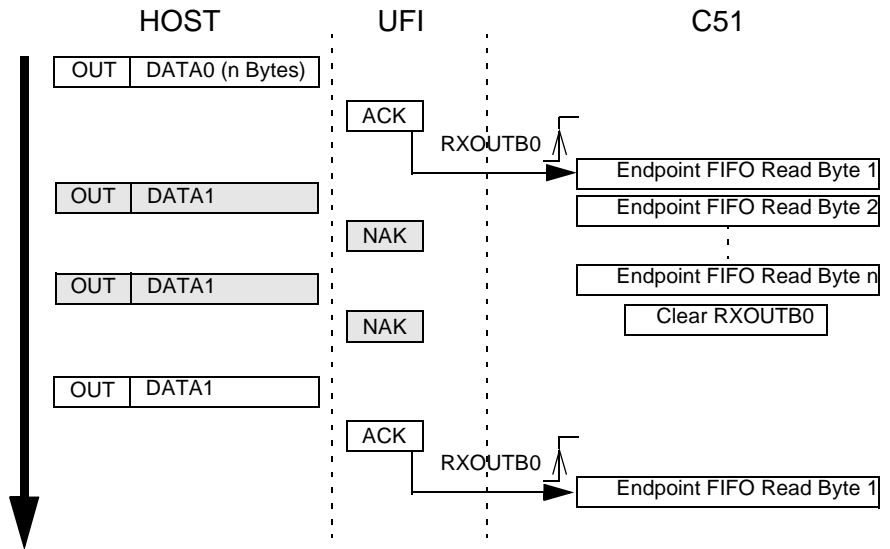 HOST UFI C51
OUT DATA0 (n Bytes)
ACK
RXOUTB0
Endpoint FIFO Read Byte 1
OUT DATA1
Endpoint FIFO Read Byte 2
NAK
OUT DATA1
Endpoint FIFO Read Byte n
NAK
Clear RXOUTB0
OUT DATA1
ACK
RXOUTB0
Endpoint FIFO Read Byte 1